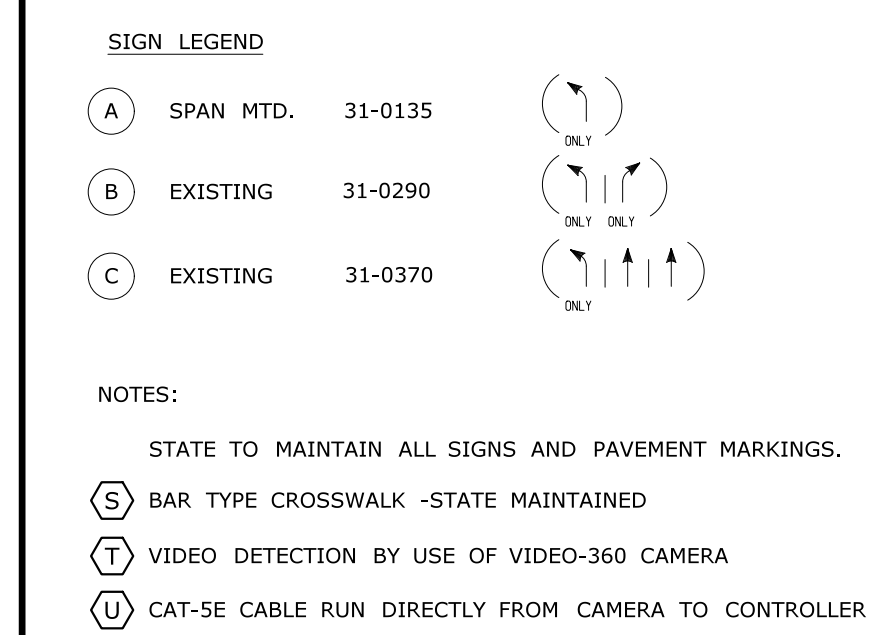 SIGN LEGEND
A SPAN MTD. 31-0135
ONLY
B EXISTING 31-0290
ONLY ONLY
C EXISTING 31-0370
ONLY
NOTES:
STATE TO MAINTAIN ALL SIGNS AND PAVEMENT MARKINGS.
S BAR TYPE CROSSWALK -STATE MAINTAINED
T VIDEO DETECTION BY USE OF VIDEO-360 CAMERA
U CAT-5E CABLE RUN DIRECTLY FROM CAMERA TO CONTROLLER